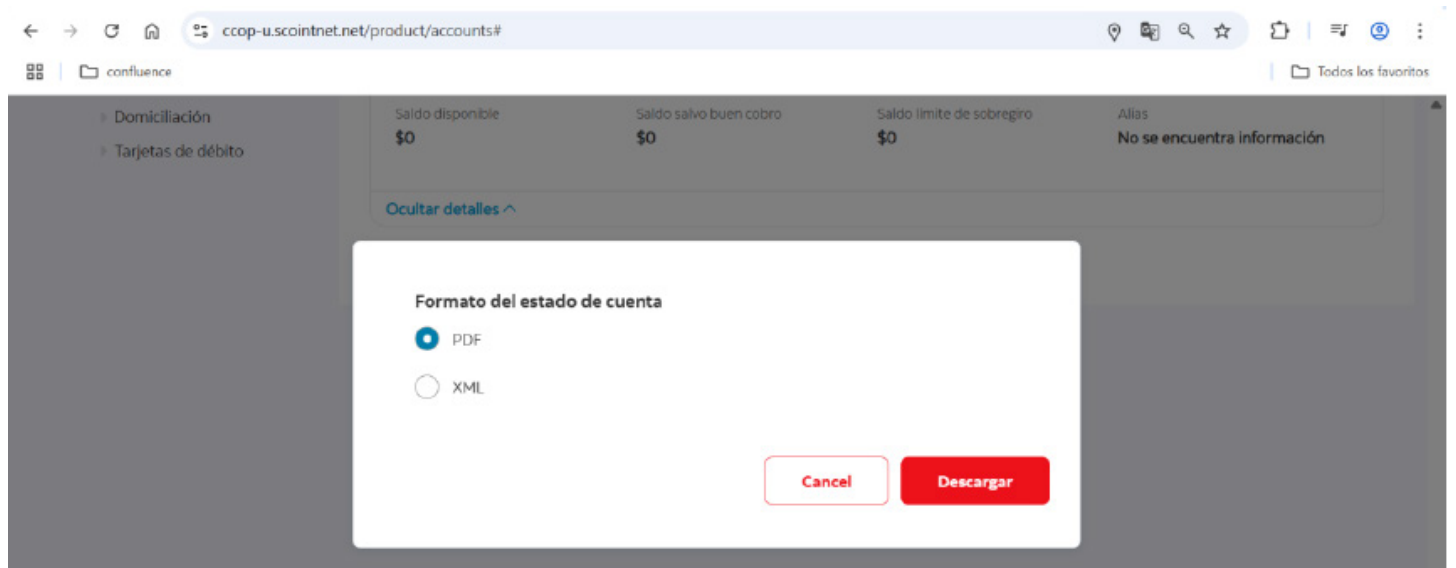 ccop-u.scointnet.net/product/accounts#
confluence
Todos los favoritos
Domiciliación
Tarjetas de débito
Saldo disponible
$0
Saldo salvo buen cobro
$0
Saldo limite de sobregiro
$0
Alias
No se encuentra información
Ocultar detalles
Formato del estado de cuenta
PDF
XML
Cancel
Descargar